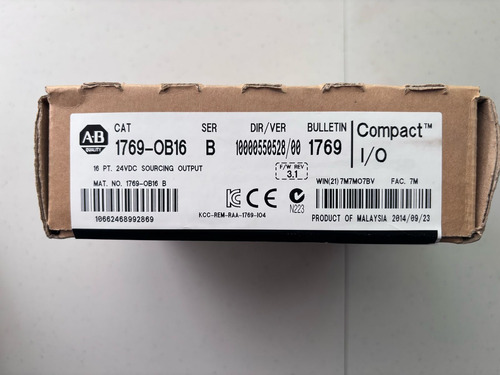 A-B
QUALITY
CAT SER DIR/VER BULLETIN
1769-OB16 B 10000550528/00 1769
Compact™
I/O
16 PT. 24VDC SOURCING OUTPUT
F/W REV
3.1
MAT. NO. 1769-OB16 B
10662468992869
KC CE
N223
KCC-REM-RAA-1769-IO4
WIN(21)7M7MO7BV FAC. 7M
PRODUCT OF MALAYSIA 2014/09/23